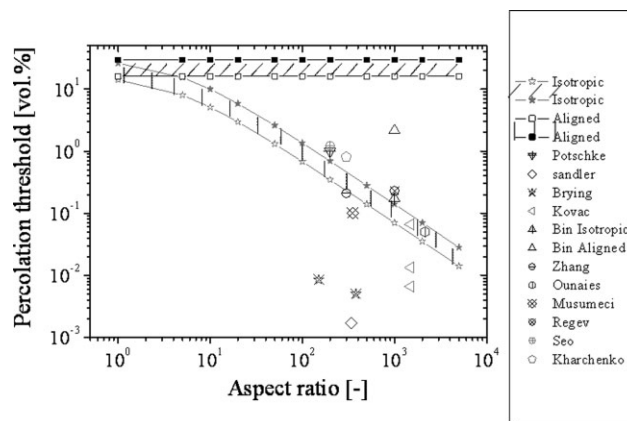 Percolation threshold [vol.%]
10^1
10^0
10^-1
10^-2
10^-3
10^0 10^1 10^2 10^3 10^4
Aspect ratio [-]
Isotropic
Isotropic
Aligned
Aligned
Potschke
sandler
Brying
Kovac
Bin Isotropic
Bin Aligned
Zhang
Ounaies
Musumeci
Regev
Seo
Kharchenko